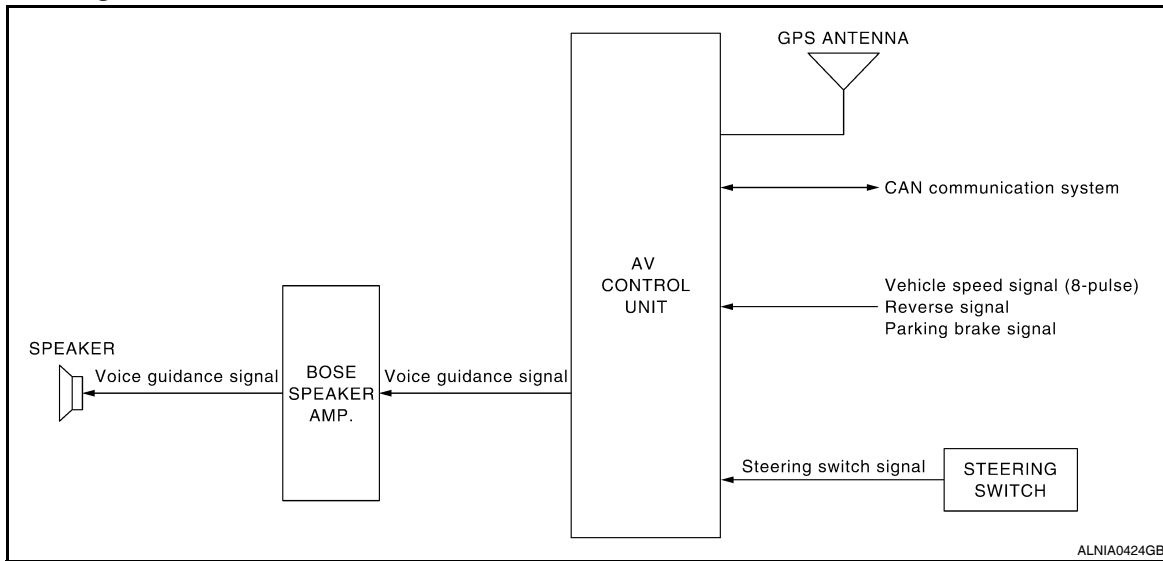 GPS ANTENNA
CAN communication system
AV
CONTROL
UNIT
Vehicle speed signal (8-pulse)
Reverse signal
Parking brake signal
SPEAKER
Voice guidance signal
BOSE
SPEAKER
AMP.
Voice guidance signal
Steering switch signal
STEERING
SWITCH
ALNIA0424GB